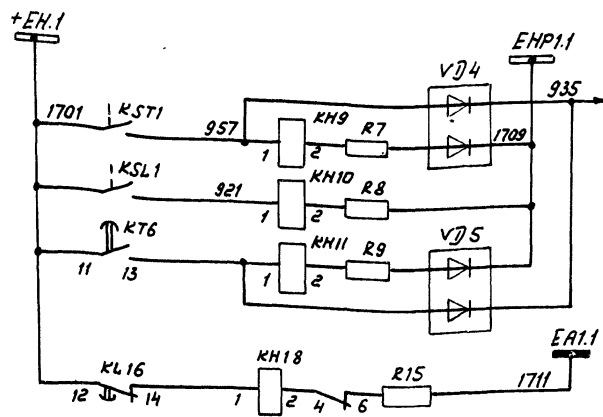 +EH.1
EHP1.1
VD4
935
1701
KST1
957
KH9
R7
1709
1
2
KSL1
921
KH10
R8
1
2
KT6
KH11
R9
VD5
11
13
1
2
EA1.1
KL16
KH18
R15
1711
12
14
1
2
4
6